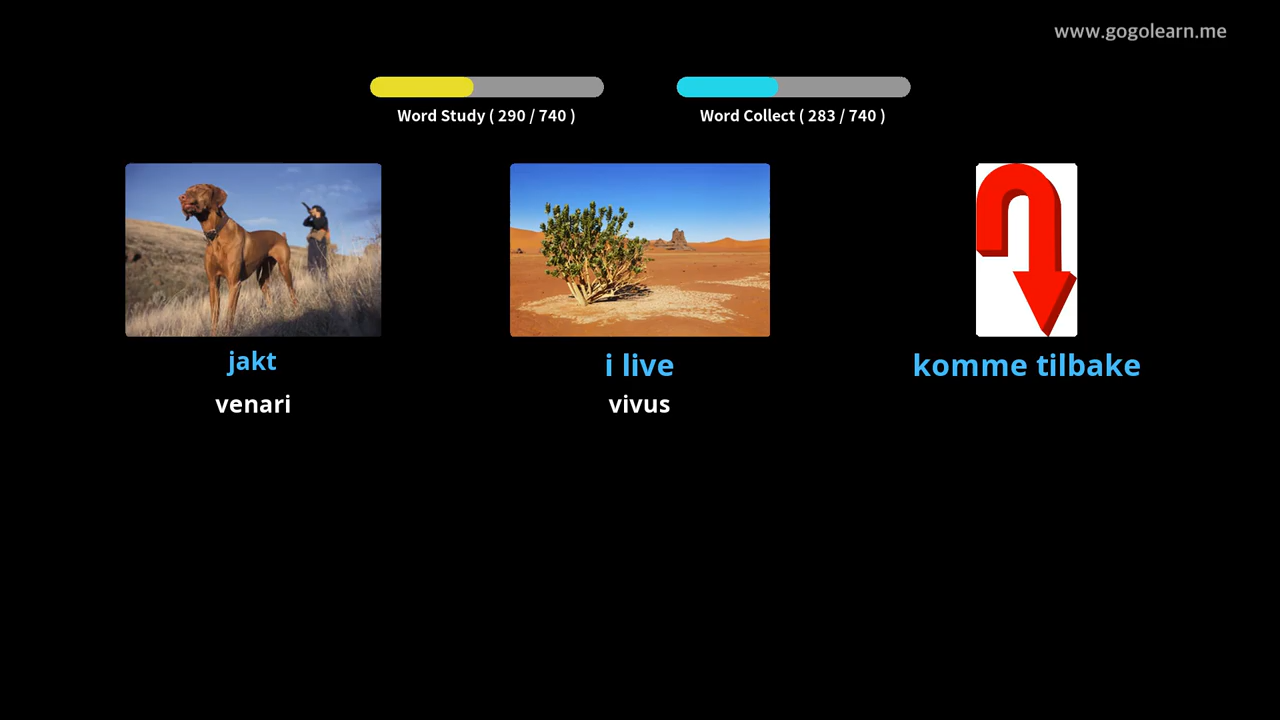 www.gogolearn.me
Word Study ( 290 / 740 )
Word Collect ( 283 / 740 )
jakt
i live
komme tilbake
venari
vivus